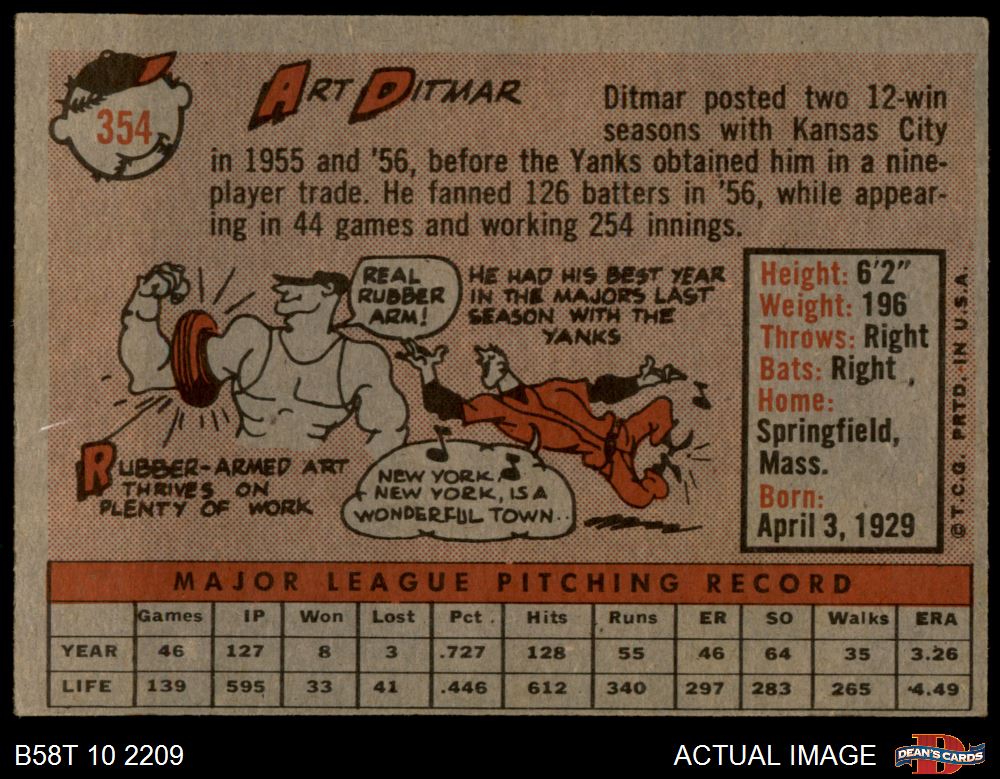 354
ART DITMAR
Ditmar posted two 12-win
seasons with Kansas City
in 1955 and '56, before the Yanks obtained him in a nine-
player trade. He fanned 126 batters in '56, while appear-
ing in 44 games and working 254 innings.
REAL
RUBBER
ARM!
HE HAD HIS BEST YEAR
IN THE MAJORS LAST
SEASON WITH THE
YANKS
RUBBER-ARMED ART
THRIVES ON
PLENTY OF WORK
NEW YORK,
NEW YORK, IS A
WONDERFUL TOWN..
Height: 6'2"
Weight: 196
Throws: Right
Bats: Right
Home:
Springfield,
Mass.
Born:
April 3, 1929
© T.C.G. PRTD. IN U.S.A.
MAJOR LEAGUE PITCHING RECORD
Games IP Won Lost Pct. Hits Runs ER SO Walks ERA
YEAR 46 127 8 3 .727 128 55 46 64 35 3.26
LIFE 139 595 33 41 .446 612 340 297 283 265 4.49
B58T 10 2209
ACTUAL IMAGE
DEAN'S CARDS